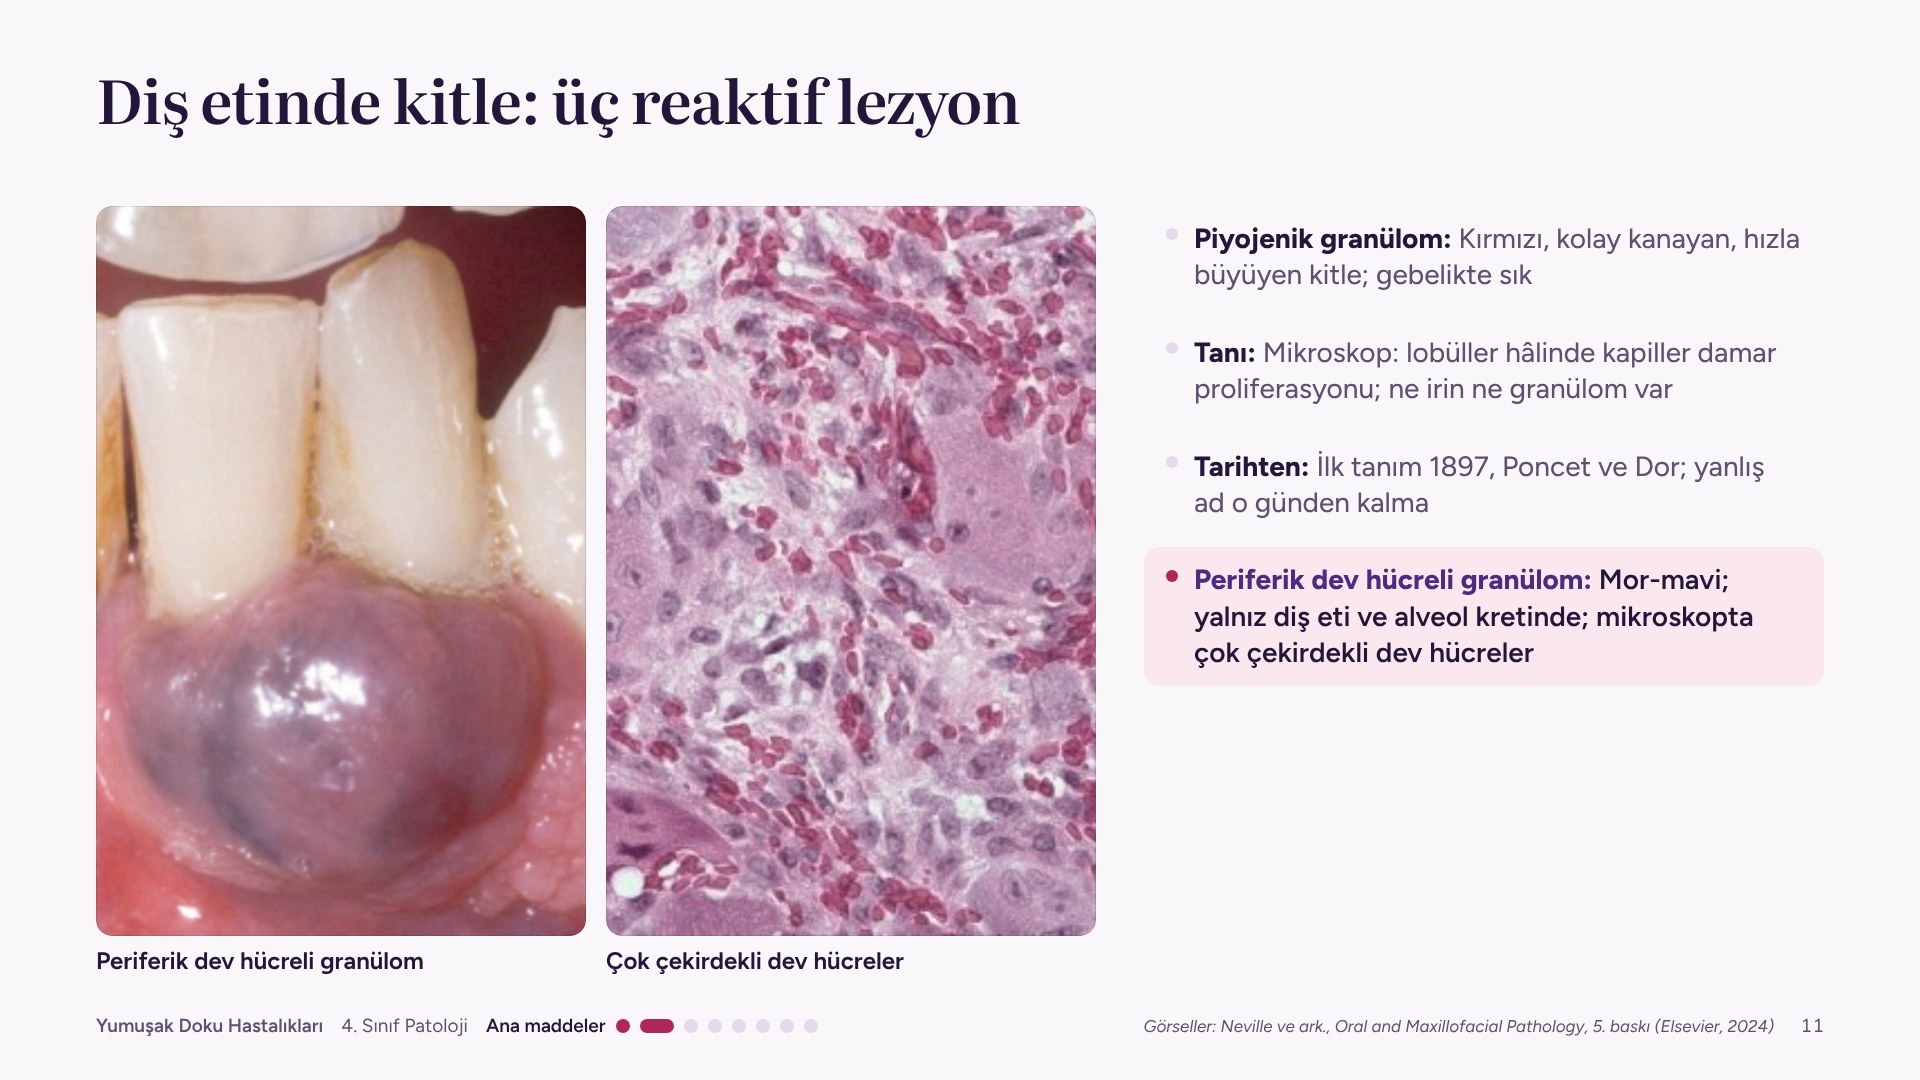 Diş etinde kitle: üç reaktif lezyon
Periferik dev hücreli granülom
Çok çekirdekli dev hücreler
Piyojenik granülom: Kırmızı, kolay kanayan, hızla
büyüyen kitle; gebelikte sık
Tanı: Mikroskop: lobüller hâlinde kapiller damar
proliferasyonu; ne irin ne granülom var
Tarihten: İlk tanım 1897, Poncet ve Dor; yanlış
ad o günden kalma
Periferik dev hücreli granülom: Mor-mavi;
yalnız diş eti ve alveol kretinde; mikroskopta
çok çekirdekli dev hücreler
Yumuşak Doku Hastalıkları 4. Sınıf Patoloji Ana maddeler
Görseller: Neville ve ark., Oral and Maxillofacial Pathology, 5. baskı (Elsevier, 2024) 11